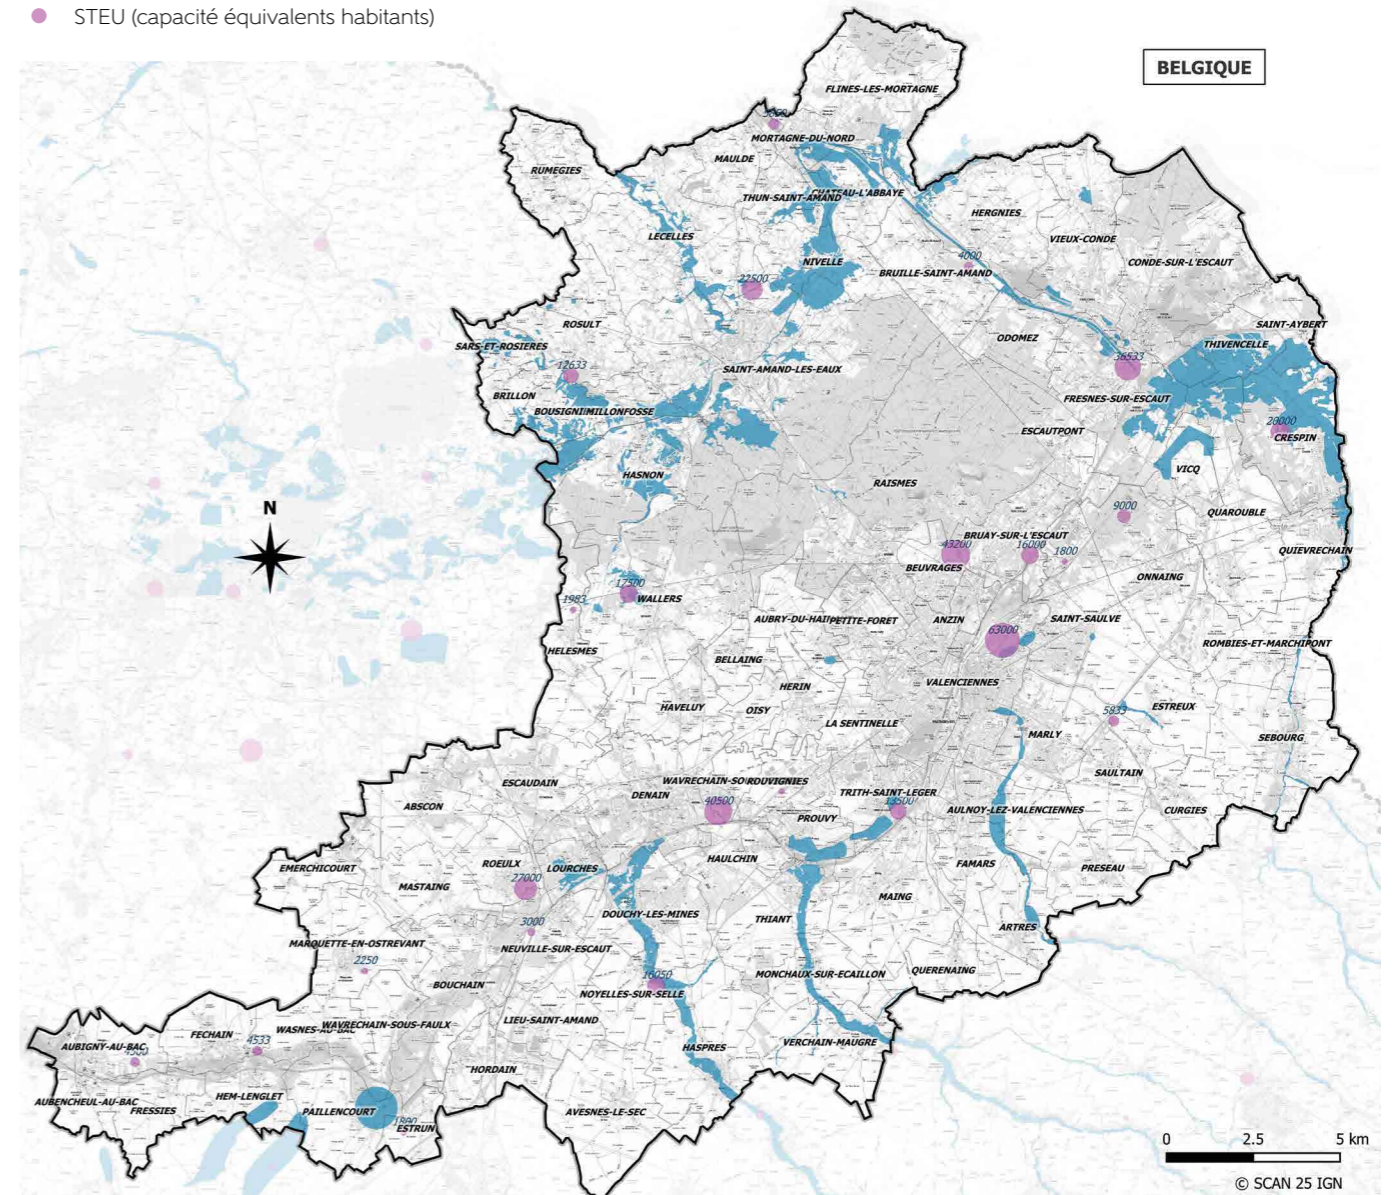 STEU (capacité équivalents habitants)
BELGIQUE
FLINES-LES-MORTAGNE
MORTAGNE-DU-NORD
MAULDE
RUMEGIES
CHATEAU-L'ABBAYE
THUN-SAINT-AMAND
HERGNIES
LECELLES
VIEUX-CONDE
NIVELLE
4000
CONDE-SUR-L'ESCAUT
BRUILLE-SAINT-AMAND
22500
ROSULT
SAINT-AYBERT
ODOMEZ
THIVENCELLE
SARS-ET-ROSIERES
36533
12633
SAINT-AMAND-LES-EAUX
BRILLON
FRESNES-SUR-ESCAUT
MILLONFOSSE
20000
ESCAUTPONT
CRESPIN
HASNON
VICQ
RAISMES
N
9000
QUAROUBLE
BRUAY-SUR-L'ESCAUT
43200
16000
1800
QUIEVRECHAIN
BEUVRAGES
ONNAING
17500
1983
WALLERS
AUBRY-DU-HAINAUT
PETITE-FORET
ANZIN
SAINT-SAULVE
63000
ROMBIES-ET-MARCHIPONT
HELESMES
BELLAING
VALENCIENNES
HERIN
HAVELUY
OISY
ESTREUX
5833
LA SENTINELLE
MARLY
SEBOURG
SAULTAIN
ESCAUDAIN
ROUVIGNIES
DENAIN
TRITH-SAINT-LEGER
40500
13500
ABSCON
PROUVY
AULNOY-LEZ-VALENCIENNES
CURGIES
HAULCHIN
ROEULX
LOURCHES
FAMARS
EMERCHICOURT
PRESEAU
27000
MASTAING
MAING
DOUCHY-LES-MINES
THIANT
3000
ARTRES
MARQUETTE-EN-OSTREVANT
NEUVILLE-SUR-ESCAUT
2250
QUERENAING
MONCHAUX-SUR-ECAILLON
16050
BOUCHAIN
NOYELLES-SUR-SELLE
LIEU-SAINT-AMAND
WAVRECHAIN-SOUS-FAULX
WASNES-AU-BAC
FECHAIN
4533
VERCHAIN-MAUGRE
AUBIGNY-AU-BAC
HASPRES
HORDAIN
HEM-LENGLET
AUBENCHEUL-AU-BAC
FRESSIES
PAILLENCOURT
AVESNES-LE-SEC
ESTRUN
0 2.5 5 km
© SCAN 25 IGN